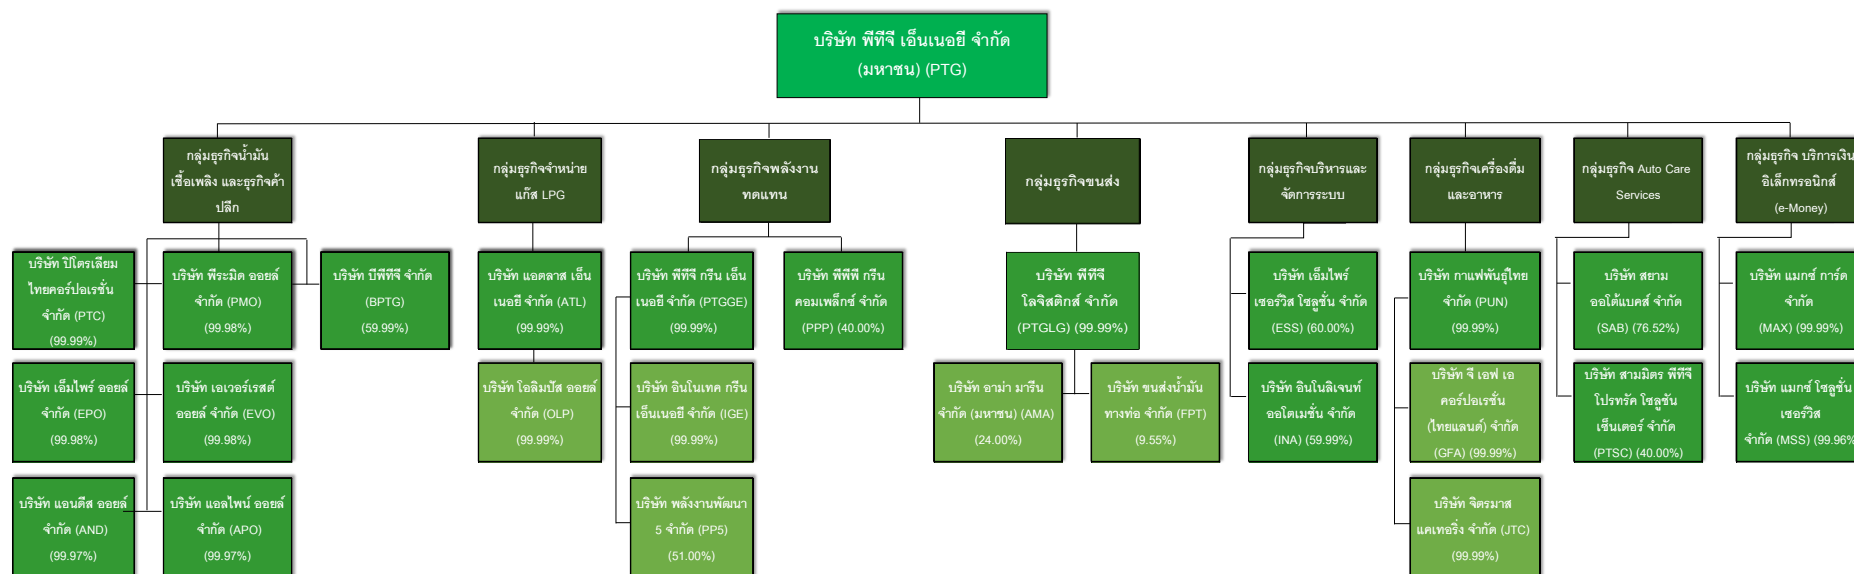 บริษัท พีทีจี เอ็นเนอยี จำกัด
(มหาชน) (PTG)
กลุ่มธุรกิจน้ำมัน
เชื้อเพลิง และธุรกิจค้า
ปลีก
กลุ่มธุรกิจจำหน่าย
แก๊ส LPG
กลุ่มธุรกิจพลังงาน
ทดแทน
กลุ่มธุรกิจขนส่ง
กลุ่มธุรกิจบริหารและ
จัดการระบบ
กลุ่มธุรกิจเครื่องดื่ม
และอาหาร
กลุ่มธุรกิจ Auto Care
Services
กลุ่มธุรกิจ บริการเงิน
อิเล็กทรอนิกส์
(e-Money)
บริษัท ปิโตรเลียม
ไทยคอร์ปอเรชั่น
จำกัด (PTC)
(99.99%)
บริษัท พีระมิด ออยล์
จำกัด (PMO)
(99.98%)
บริษัท บีพีทีจี จำกัด
(BPTG)
(59.99%)
บริษัท แอตลาส เอ็น
เนอยี จำกัด (ATL)
(99.99%)
บริษัท พีทีจี กรีน เอ็น
เนอยี จำกัด (PTGGE)
(99.99%)
บริษัท พีพีพี กรีน
คอมเพล็กซ์ จำกัด
(PPP) (40.00%)
บริษัท พีทีจี
โลจิสติกส์ จำกัด
(PTGLG) (99.99%)
บริษัท เอ็มไพร์
เซอร์วิส โซลูชั่น จำกัด
(ESS) (60.00%)
บริษัท กาแฟพันธุ์ไทย
จำกัด (PUN)
(99.99%)
บริษัท สยาม
ออโต้แบคส์ จำกัด
(SAB) (76.52%)
บริษัท แมกซ์ การ์ด
จำกัด
(MAX) (99.99%)
บริษัท เอ็มไพร์ ออยล์
จำกัด (EPO)
(99.98%)
บริษัท เอเวอร์เรสต์
ออยล์ จำกัด (EVO)
(99.98%)
บริษัท โอลิมปัส ออยล์
จำกัด (OLP)
(99.99%)
บริษัท อินโนเทค กรีน
เอ็นเนอยี จำกัด (IGE)
(99.99%)
บริษัท อาม่า มารีน
จำกัด (มหาชน) (AMA)
(24.00%)
บริษัท ขนส่งน้ำมัน
ทางท่อ จำกัด (FPT)
(9.55%)
บริษัท อินโนลิเจนท์
ออโตเมชั่น จำกัด
(INA) (59.99%)
บริษัท จี เอฟ เอ
คอร์ปอเรชั่น
(ไทยแลนด์) จำกัด
(GFA) (99.99%)
บริษัท สามมิตร พีทีจี
โปรทรัค โซลูชัน
เซ็นเตอร์ จำกัด
(PTSC) (40.00%)
บริษัท แมกซ์ โซลูชั่น
เซอร์วิส
จำกัด (MSS) (99.96%
บริษัท แอนดีส ออยล์
จำกัด (AND)
(99.97%)
บริษัท แอลไพน์ ออยล์
จำกัด (APO)
(99.97%)
บริษัท พลังงานพัฒนา
5 จำกัด (PP5)
(51.00%)
บริษัท จิตรมาส
แคเทอริ่ง จำกัด (JTC)
(99.99%)